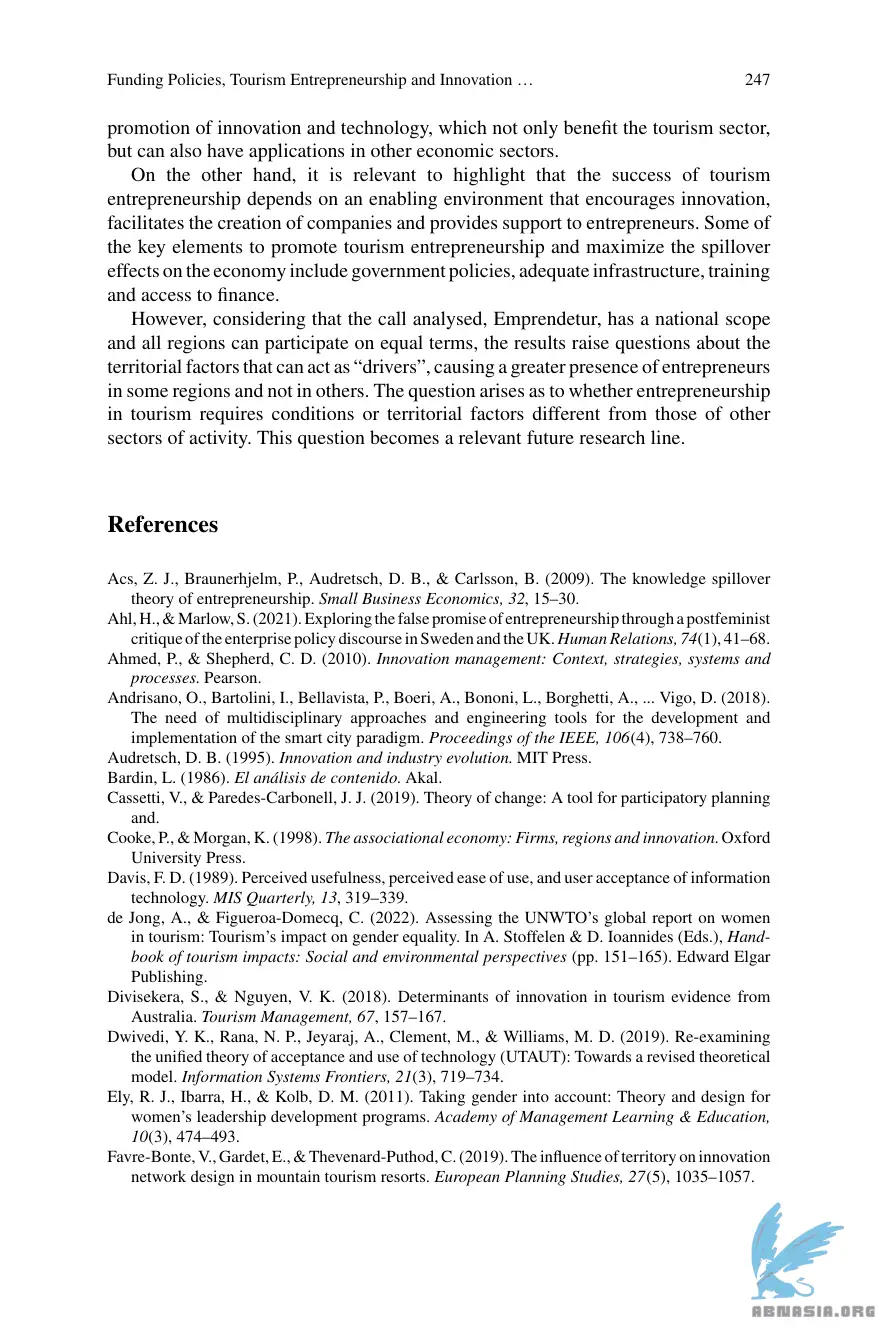 Funding Policies, Tourism Entrepreneurship and Innovation … 247
promotion of innovation and technology, which not only benefit the tourism sector,
but can also have applications in other economic sectors.
On the other hand, it is relevant to highlight that the success of tourism
entrepreneurship depends on an enabling environment that encourages innovation,
facilitates the creation of companies and provides support to entrepreneurs. Some of
the key elements to promote tourism entrepreneurship and maximize the spillover
effects on the economy include government policies, adequate infrastructure, training
and access to finance.
However, considering that the call analysed, Emprendetur, has a national scope
and all regions can participate on equal terms, the results raise questions about the
territorial factors that can act as “drivers”, causing a greater presence of entrepreneurs
in some regions and not in others. The question arises as to whether entrepreneurship
in tourism requires conditions or territorial factors different from those of other
sectors of activity. This question becomes a relevant future research line.
References
Acs, Z. J., Braunerhjelm, P., Audretsch, D. B., & Carlsson, B. (2009). The knowledge spillover
theory of entrepreneurship. Small Business Economics, 32, 15–30.
Ahl, H., & Marlow, S. (2021). Exploring the false promise of entrepreneurship through a postfeminist
critique of the enterprise policy discourse in Sweden and the UK. Human Relations, 74(1), 41–68.
Ahmed, P., & Shepherd, C. D. (2010). Innovation management: Context, strategies, systems and
processes. Pearson.
Andrisano, O., Bartolini, I., Bellavista, P., Boeri, A., Bononi, L., Borghetti, A., ... Vigo, D. (2018).
The need of multidisciplinary approaches and engineering tools for the development and
implementation of the smart city paradigm. Proceedings of the IEEE, 106(4), 738–760.
Audretsch, D. B. (1995). Innovation and industry evolution. MIT Press.
Bardin, L. (1986). El análisis de contenido. Akal.
Cassetti, V., & Paredes-Carbonell, J. J. (2019). Theory of change: A tool for participatory planning
and.
Cooke, P., & Morgan, K. (1998). The associational economy: Firms, regions and innovation. Oxford
University Press.
Davis, F. D. (1989). Perceived usefulness, perceived ease of use, and user acceptance of information
technology. MIS Quarterly, 13, 319–339.
de Jong, A., & Figueroa-Domecq, C. (2022). Assessing the UNWTO’s global report on women
in tourism: Tourism’s impact on gender equality. In A. Stoffelen & D. Ioannides (Eds.), Hand-
book of tourism impacts: Social and environmental perspectives (pp. 151–165). Edward Elgar
Publishing.
Divisekera, S., & Nguyen, V. K. (2018). Determinants of innovation in tourism evidence from
Australia. Tourism Management, 67, 157–167.
Dwivedi, Y. K., Rana, N. P., Jeyaraj, A., Clement, M., & Williams, M. D. (2019). Re-examining
the unified theory of acceptance and use of technology (UTAUT): Towards a revised theoretical
model. Information Systems Frontiers, 21(3), 719–734.
Ely, R. J., Ibarra, H., & Kolb, D. M. (2011). Taking gender into account: Theory and design for
women’s leadership development programs. Academy of Management Learning & Education,
10(3), 474–493.
Favre-Bonte, V., Gardet, E., & Thevenard-Puthod, C. (2019). The influence of territory on innovation
network design in mountain tourism resorts. European Planning Studies, 27(5), 1035–1057.
ABNASIA.ORG